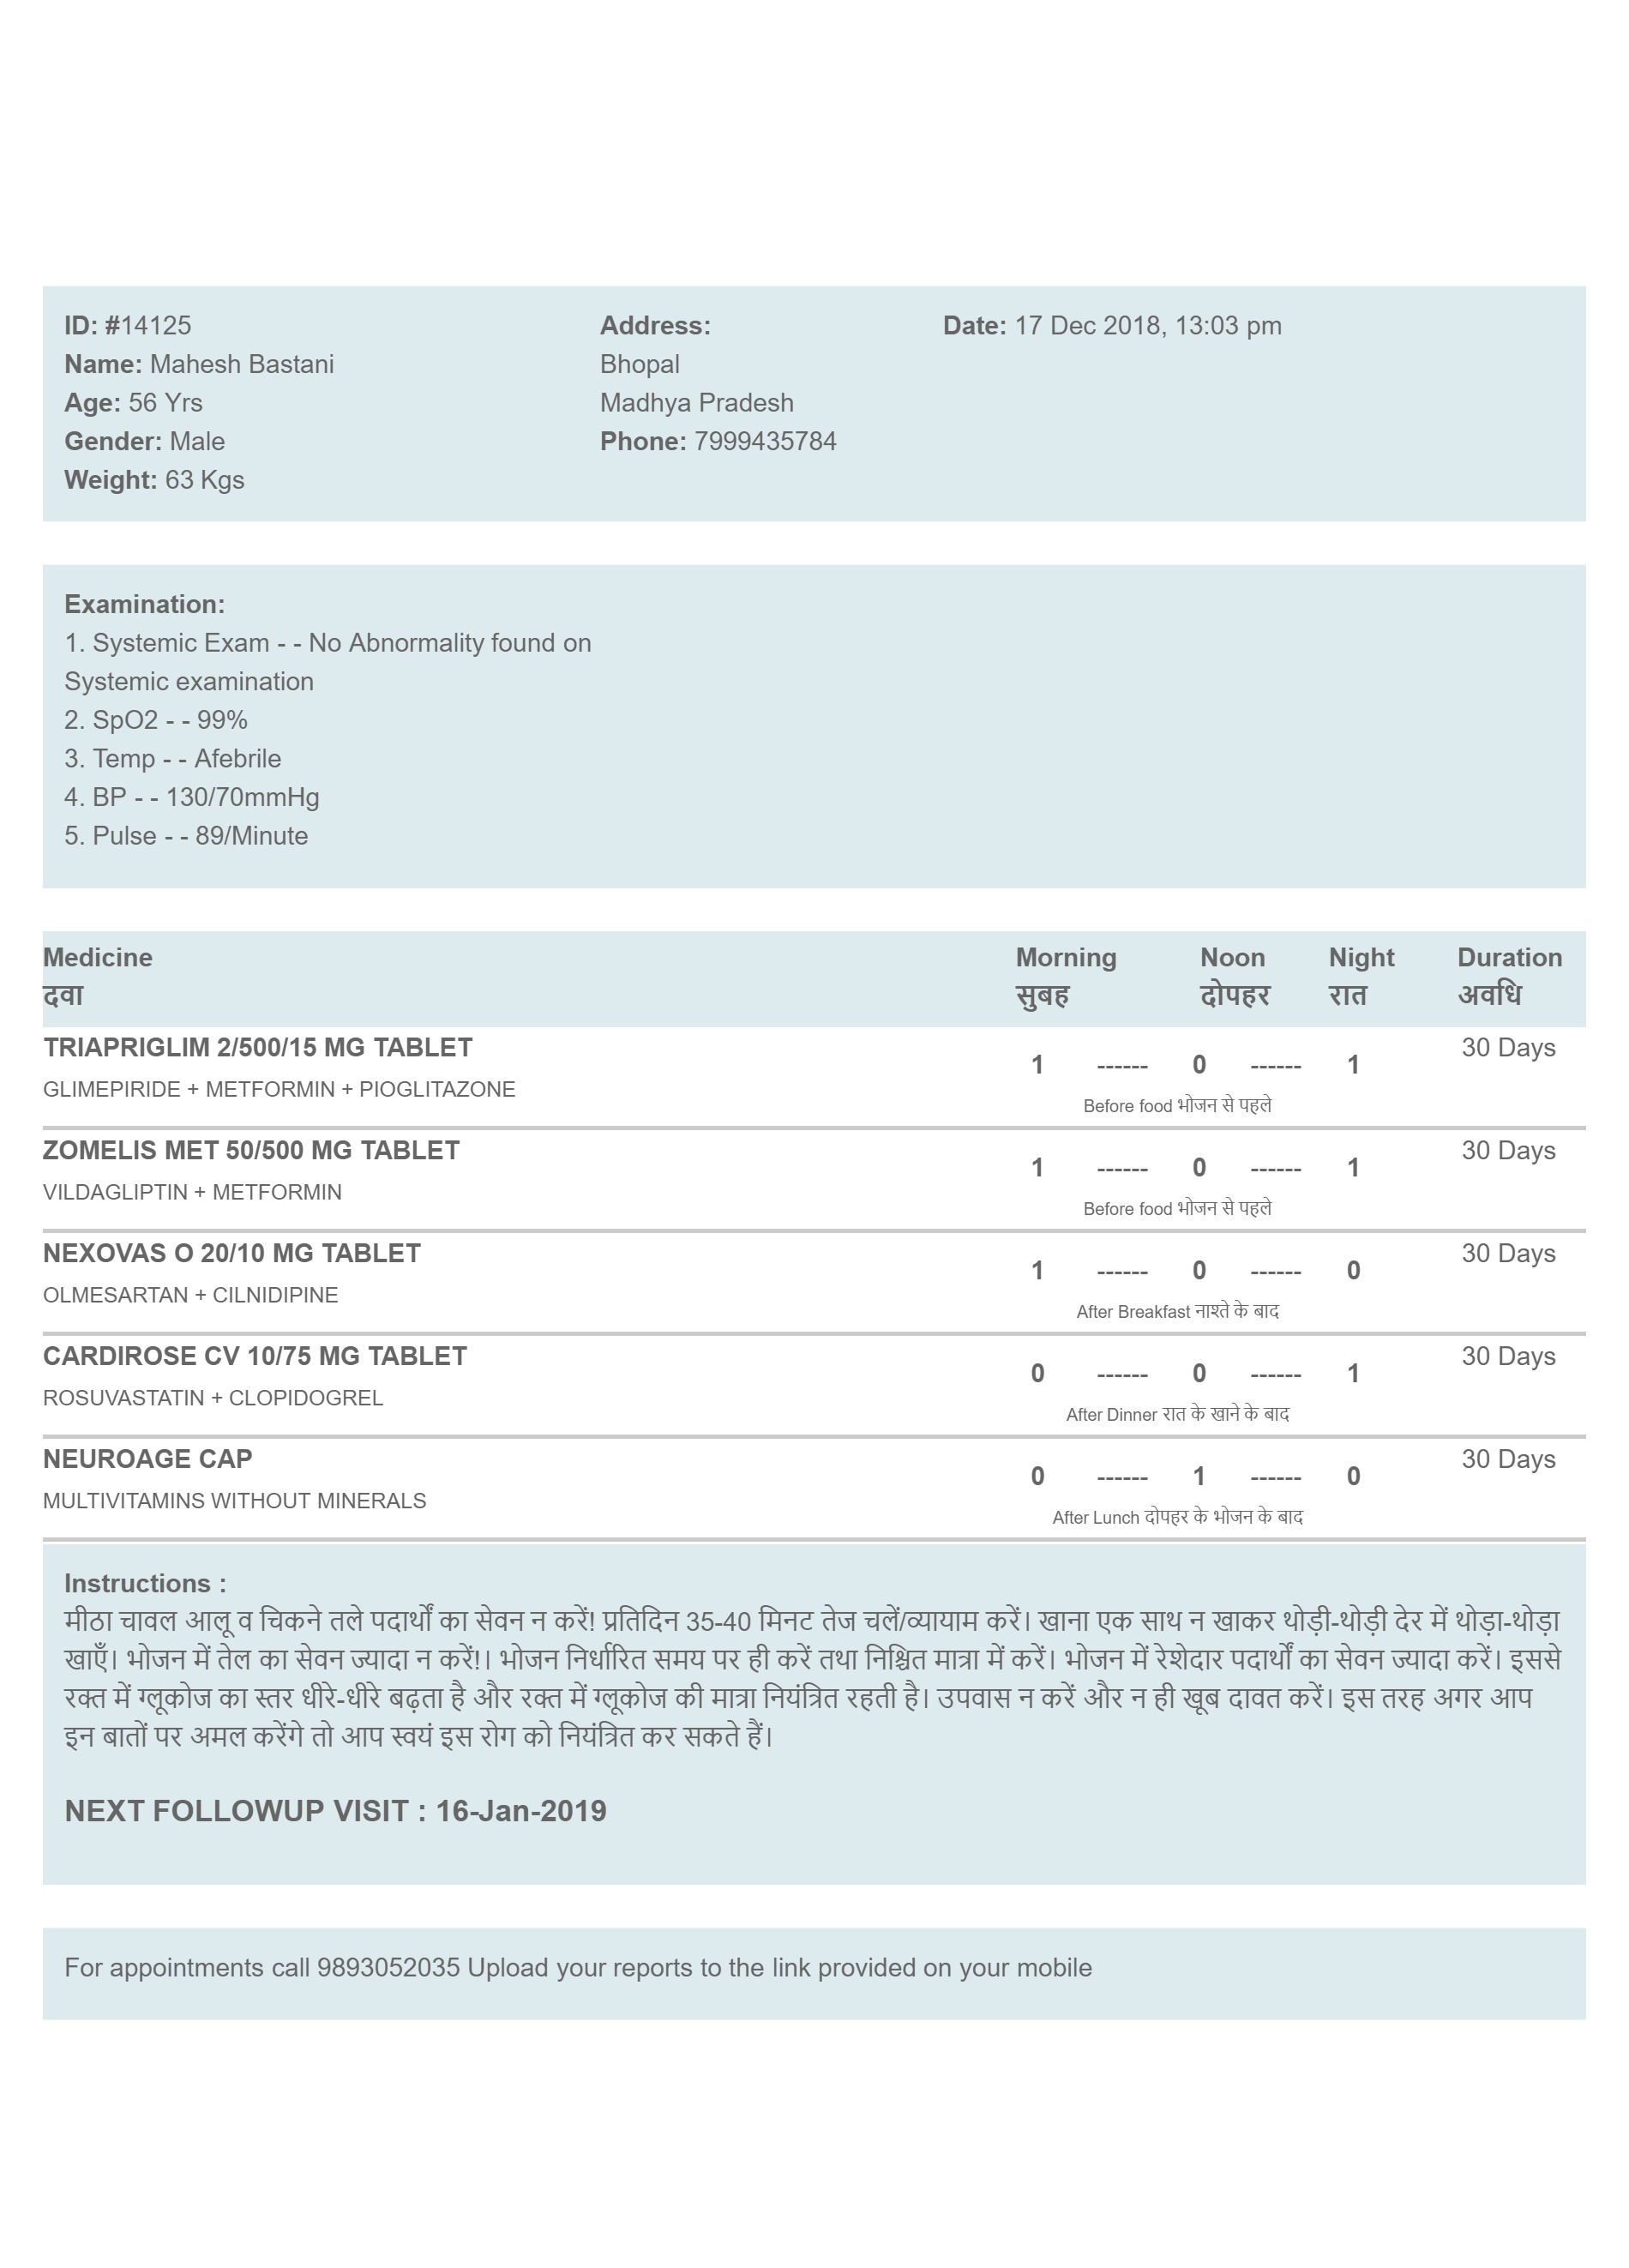 ID: #14125
Name: Mahesh Bastani
Age: 56 Yrs
Gender: Male
Weight: 63 Kgs
Address:
Bhopal
Madhya Pradesh
Phone: 7999435784
Date: 17 Dec 2018, 13:03 pm
Examination:
1. Systemic Exam - - No Abnormality found on
Systemic examination
2. SpO2 - - 99%
3. Temp - - Afebrile
4. BP - - 130/70mmHg
5. Pulse - - 89/Minute
Medicine Morning Noon Night Duration
दवा सुबह दोपहर रात अवधि
TRIAPRIGLIM 2/500/15 MG TABLET 1 ------ 0 ------ 1 30 Days
GLIMEPIRIDE + METFORMIN + PIOGLITAZONE Before food भोजन से पहले
ZOMELIS MET 50/500 MG TABLET 1 ------ 0 ------ 1 30 Days
VILDAGLIPTIN + METFORMIN Before food भोजन से पहले
NEXOVAS O 20/10 MG TABLET 1 ------ 0 ------ 0 30 Days
OLMESARTAN + CILNIDIPINE After Breakfast नाश्ते के बाद
CARDIROSE CV 10/75 MG TABLET 0 ------ 0 ------ 1 30 Days
ROSUVASTATIN + CLOPIDOGREL After Dinner रात के खाने के बाद
NEUROAGE CAP 0 ------ 1 ------ 0 30 Days
MULTIVITAMINS WITHOUT MINERALS After Lunch दोपहर के भोजन के बाद
Instructions :
मीठा चावल आलू व चिकने तले पदार्थों का सेवन न करें! प्रतिदिन 35-40 मिनट तेज चलें/व्यायाम करें। खाना एक साथ न खाकर थोड़ी-थोड़ी देर में थोड़ा-थोड़ा
खाएँ। भोजन में तेल का सेवन ज्यादा न करें!। भोजन निर्धारित समय पर ही करें तथा निश्चित मात्रा में करें। भोजन में रेशेदार पदार्थों का सेवन ज्यादा करें। इससे
रक्त में ग्लूकोज का स्तर धीरे-धीरे बढ़ता है और रक्त में ग्लूकोज की मात्रा नियंत्रित रहती है। उपवास न करें और न ही खूब दावत करें। इस तरह अगर आप
इन बातों पर अमल करेंगे तो आप स्वयं इस रोग को नियंत्रित कर सकते हैं।
NEXT FOLLOWUP VISIT : 16-Jan-2019
For appointments call 9893052035 Upload your reports to the link provided on your mobile